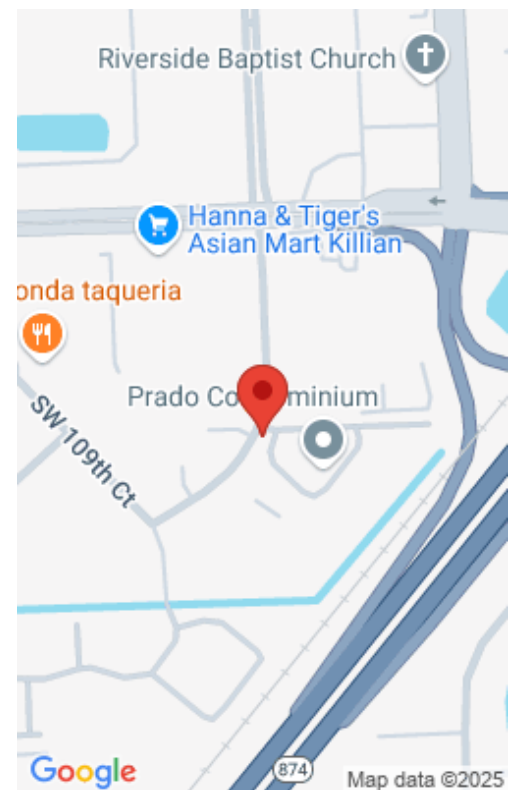 Riverside Baptist Church
Hanna & Tiger's
Asian Mart Killian
onda taqueria
Prado Co minium
SW 109th Ct
874
Google
Map data ©2025